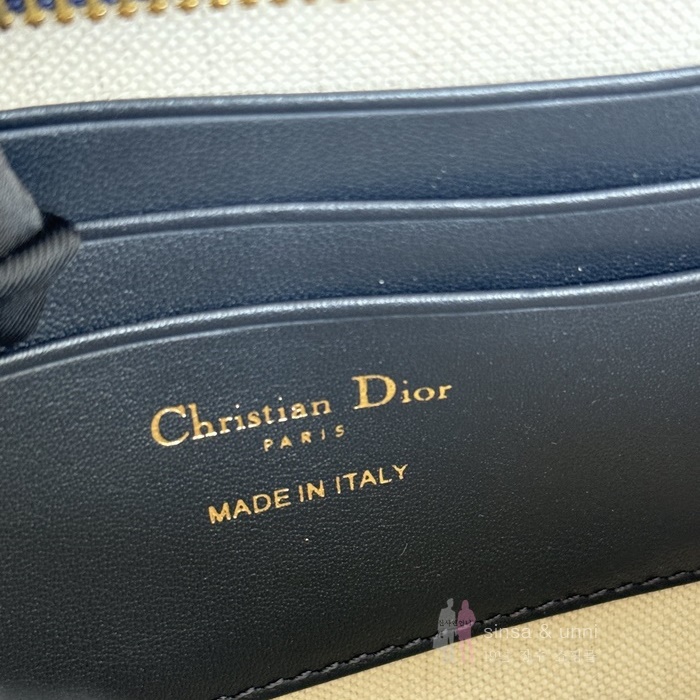 Christian Dior
PARIS
MADE IN ITALY
sinsa & unni